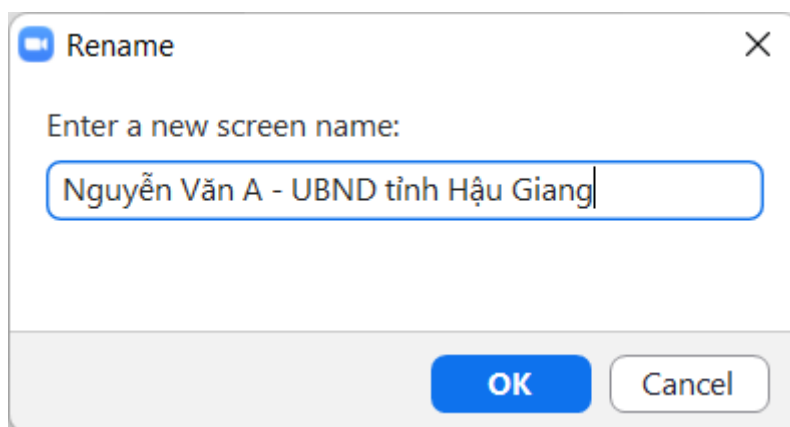 Rename
Enter a new screen name:
Nguyễn Văn A - UBND tỉnh Hậu Giang
OK
Cancel